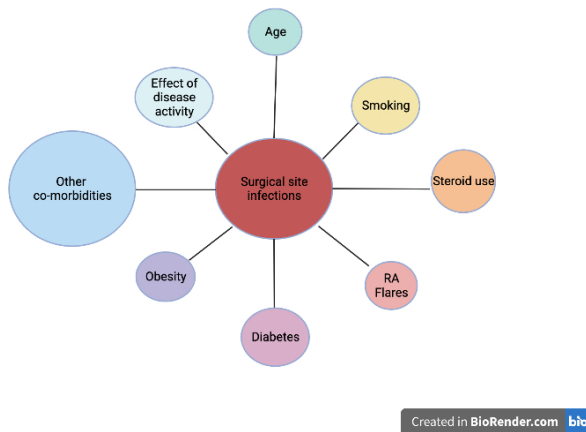 Age
Effect of
disease
activity
Smoking
Other
co-morbidities
Surgical site
infections
Steroid use
Obesity
RA
Flares
Diabetes
Created in BioRender.com
bio